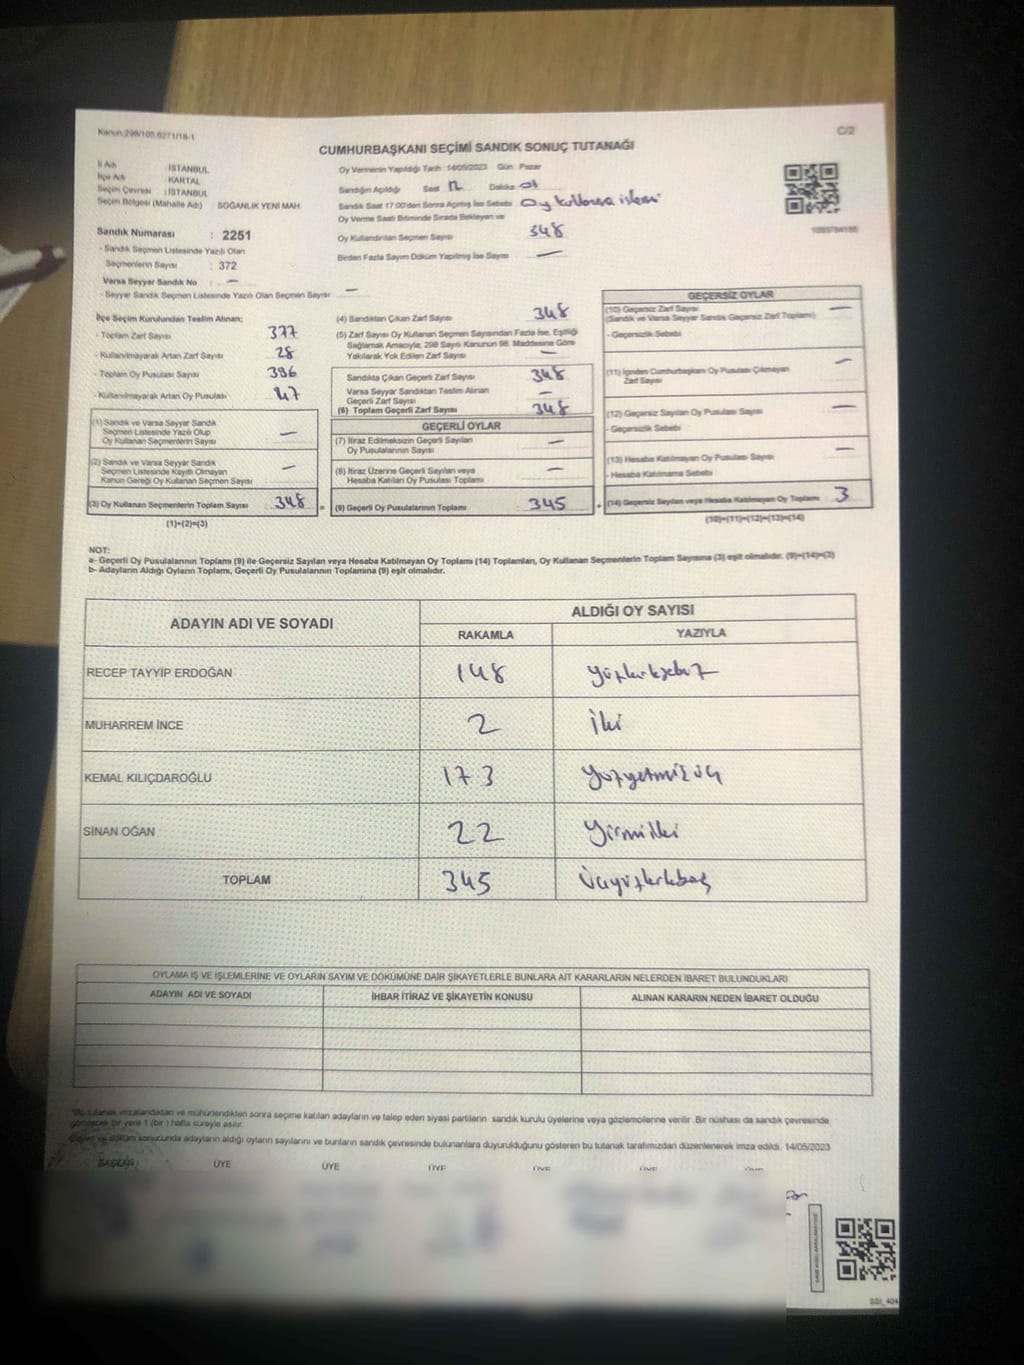 Kanun:298/105,6271/18-1
C/2
CUMHURBAŞKANI SEÇİMİ SANDIK SONUÇ TUTANAĞI
İl Adı : İSTANBUL
İlçe Adı : KARTAL
Seçim Çevresi : İSTANBUL
Seçim Bölgesi (Mahalle Adı) : SOĞANLIK YENİ MAH.
Sandık Numarası : 2251
- Sandık Seçmen Listesinde Yazılı Olan
Seçmenlerin Sayısı : 372
Varsa Seyyar Sandık No : —
- Seyyar Sandık Seçmen Listesinde Yazılı Olan Seçmen Sayısı —
Oy Vermenin Yapıldığı Tarih :14/05/2023 Gün : Pazar
Sandığın Açıldığı Saat Dakika 01
Sandık Saat 17.00'den Sonra Açılmış İse Sebebi Oy kullanma işlemi
Oy Verme Saati Bitiminde Sırada Bekleyen ve
Oy Kullandırılan Seçmen Sayısı 348
Birden Fazla Sayım Döküm Yapılmış İse Sayısı —
İlçe Seçim Kurulundan Teslim Alınan;
- Toplam Zarf Sayısı 377
- Kullanılmayarak Artan Zarf Sayısı 28
- Toplam Oy Pusulası Sayısı 396
- Kullanılmayarak Artan Oy Pusulası 47
(1) Sandık ve Varsa Seyyar Sandık
Seçmen Listesinde Yazılı Olup
Oy Kullanan Seçmenlerin Sayısı —
(2) Sandık ve Varsa Seyyar Sandık
Seçmen Listesinde Kayıtlı Olmayan
Kanun Gereği Oy Kullanan Seçmen Sayısı —
(3) Oy Kullanan Seçmenlerin Toplam Sayısı 348
(1)+(2)=(3)
(4) Sandıktan Çıkan Zarf Sayısı 348
(5) Zarf Sayısı Oy Kullanan Seçmen Sayısından Fazla İse, Eşitliği
Sağlamak Amacıyla, 298 Sayılı Kanunun 98. Maddesine Göre
Yakılarak Yok Edilen Zarf Sayısı —
Sandıkta Çıkan Geçerli Zarf Sayısı 348
Varsa Seyyar Sandıktan Teslim Alınan
Geçerli Zarf Sayısı —
(6) Toplam Geçerli Zarf Sayısı 348
GEÇERLİ OYLAR
(7) İtiraz Edilmeksizin Geçerli Sayılan
Oy Pusulalarının Sayısı —
(8) İtiraz Üzerine Geçerli Sayılan veya
Hesaba Katılan Oy Pusulası Toplamı —
(9) Geçerli Oy Pusulalarının Toplamı 345
GEÇERSİZ OYLAR
(10) Geçersiz Zarf Sayısı
(Sandık ve Varsa Seyyar Sandık Geçersiz Zarf Toplamı) —
- Geçersizlik Sebebi
(11) İçinden Cumhurbaşkanı Oy Pusulası Çıkmayan
Zarf Sayısı —
(12) Geçersiz Sayılan Oy Pusulası Sayısı —
- Geçersizlik Sebebi
(13) Hesaba Katılmayan Oy Pusulası Sayısı —
- Hesaba Katılmama Sebebi
(14) Geçersiz Sayılan veya Hesaba Katılmayan Oy Toplamı 3
(10)+(11)+(12)+(13)=(14)
NOT:
a- Geçerli Oy Pusulalarının Toplamı (9) ile Geçersiz Sayılan veya Hesaba Katılmayan Oy Toplamı (14) Toplamları, Oy Kullanan Seçmenlerin Toplam Sayısına (3) eşit olmalıdır. (9)+(14)=(3)
b- Adayların Aldığı Oyların Toplamı, Geçerli Oy Pusulalarının Toplamına (9) eşit olmalıdır.
ADAYIN ADI VE SOYADI ALDIĞI OY SAYISI
RAKAMLA YAZIYLA
RECEP TAYYİP ERDOĞAN 148 yüzkırksekiz
MUHARREM İNCE 2 İki
KEMAL KILIÇDAROĞLU 173 yüzyetmişüç
SİNAN OĞAN 22 yirmiiki
TOPLAM 345 Üçyüzkırkbeş
OYLAMA İŞ VE İŞLEMLERİNE VE OYLARIN SAYIM VE DÖKÜMÜNE DAİR ŞİKAYETLERLE BUNLARA AİT KARARLARIN NELERDEN İBARET BULUNDUKLARI
ADAYIN ADI VE SOYADI İHBAR İTİRAZ VE ŞİKAYETİN KONUSU ALINAN KARARIN NEDEN İBARET OLDUĞU
*Bu tutanak imzalandıktan ve mühürlendikten sonra seçime katılan adayların ve talep eden siyasi partilerin sandık kurulu üyelerine veya gözlemcilerine verilir. Bir nüshası da sandık çevresinde
görülecek bir yere 1 (bir) hafta süreyle asılır.
Sayım ve döküm sonucunda adayların aldığı oyların sayılarını ve bunların sandık çevresinde bulunanlara duyurulduğunu gösteren bu tutanak tarafımızdan düzenlenerek imza edildi. 14/05/2023
BAŞKAN ÜYE ÜYE ÜYE ÜYE ÜYE ÜYE